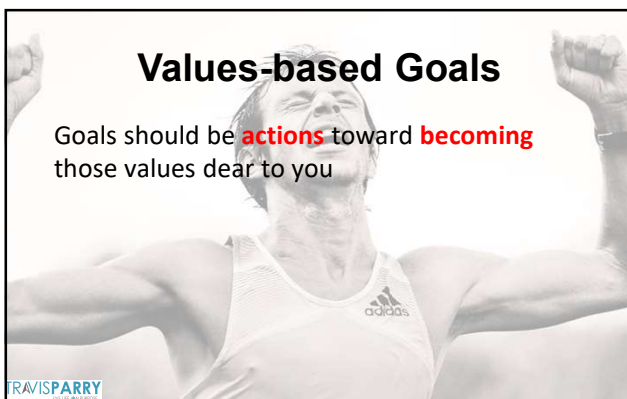 Values-based Goals
Goals should be actions toward becoming
those values dear to you
adidas
TRAVISPARRY